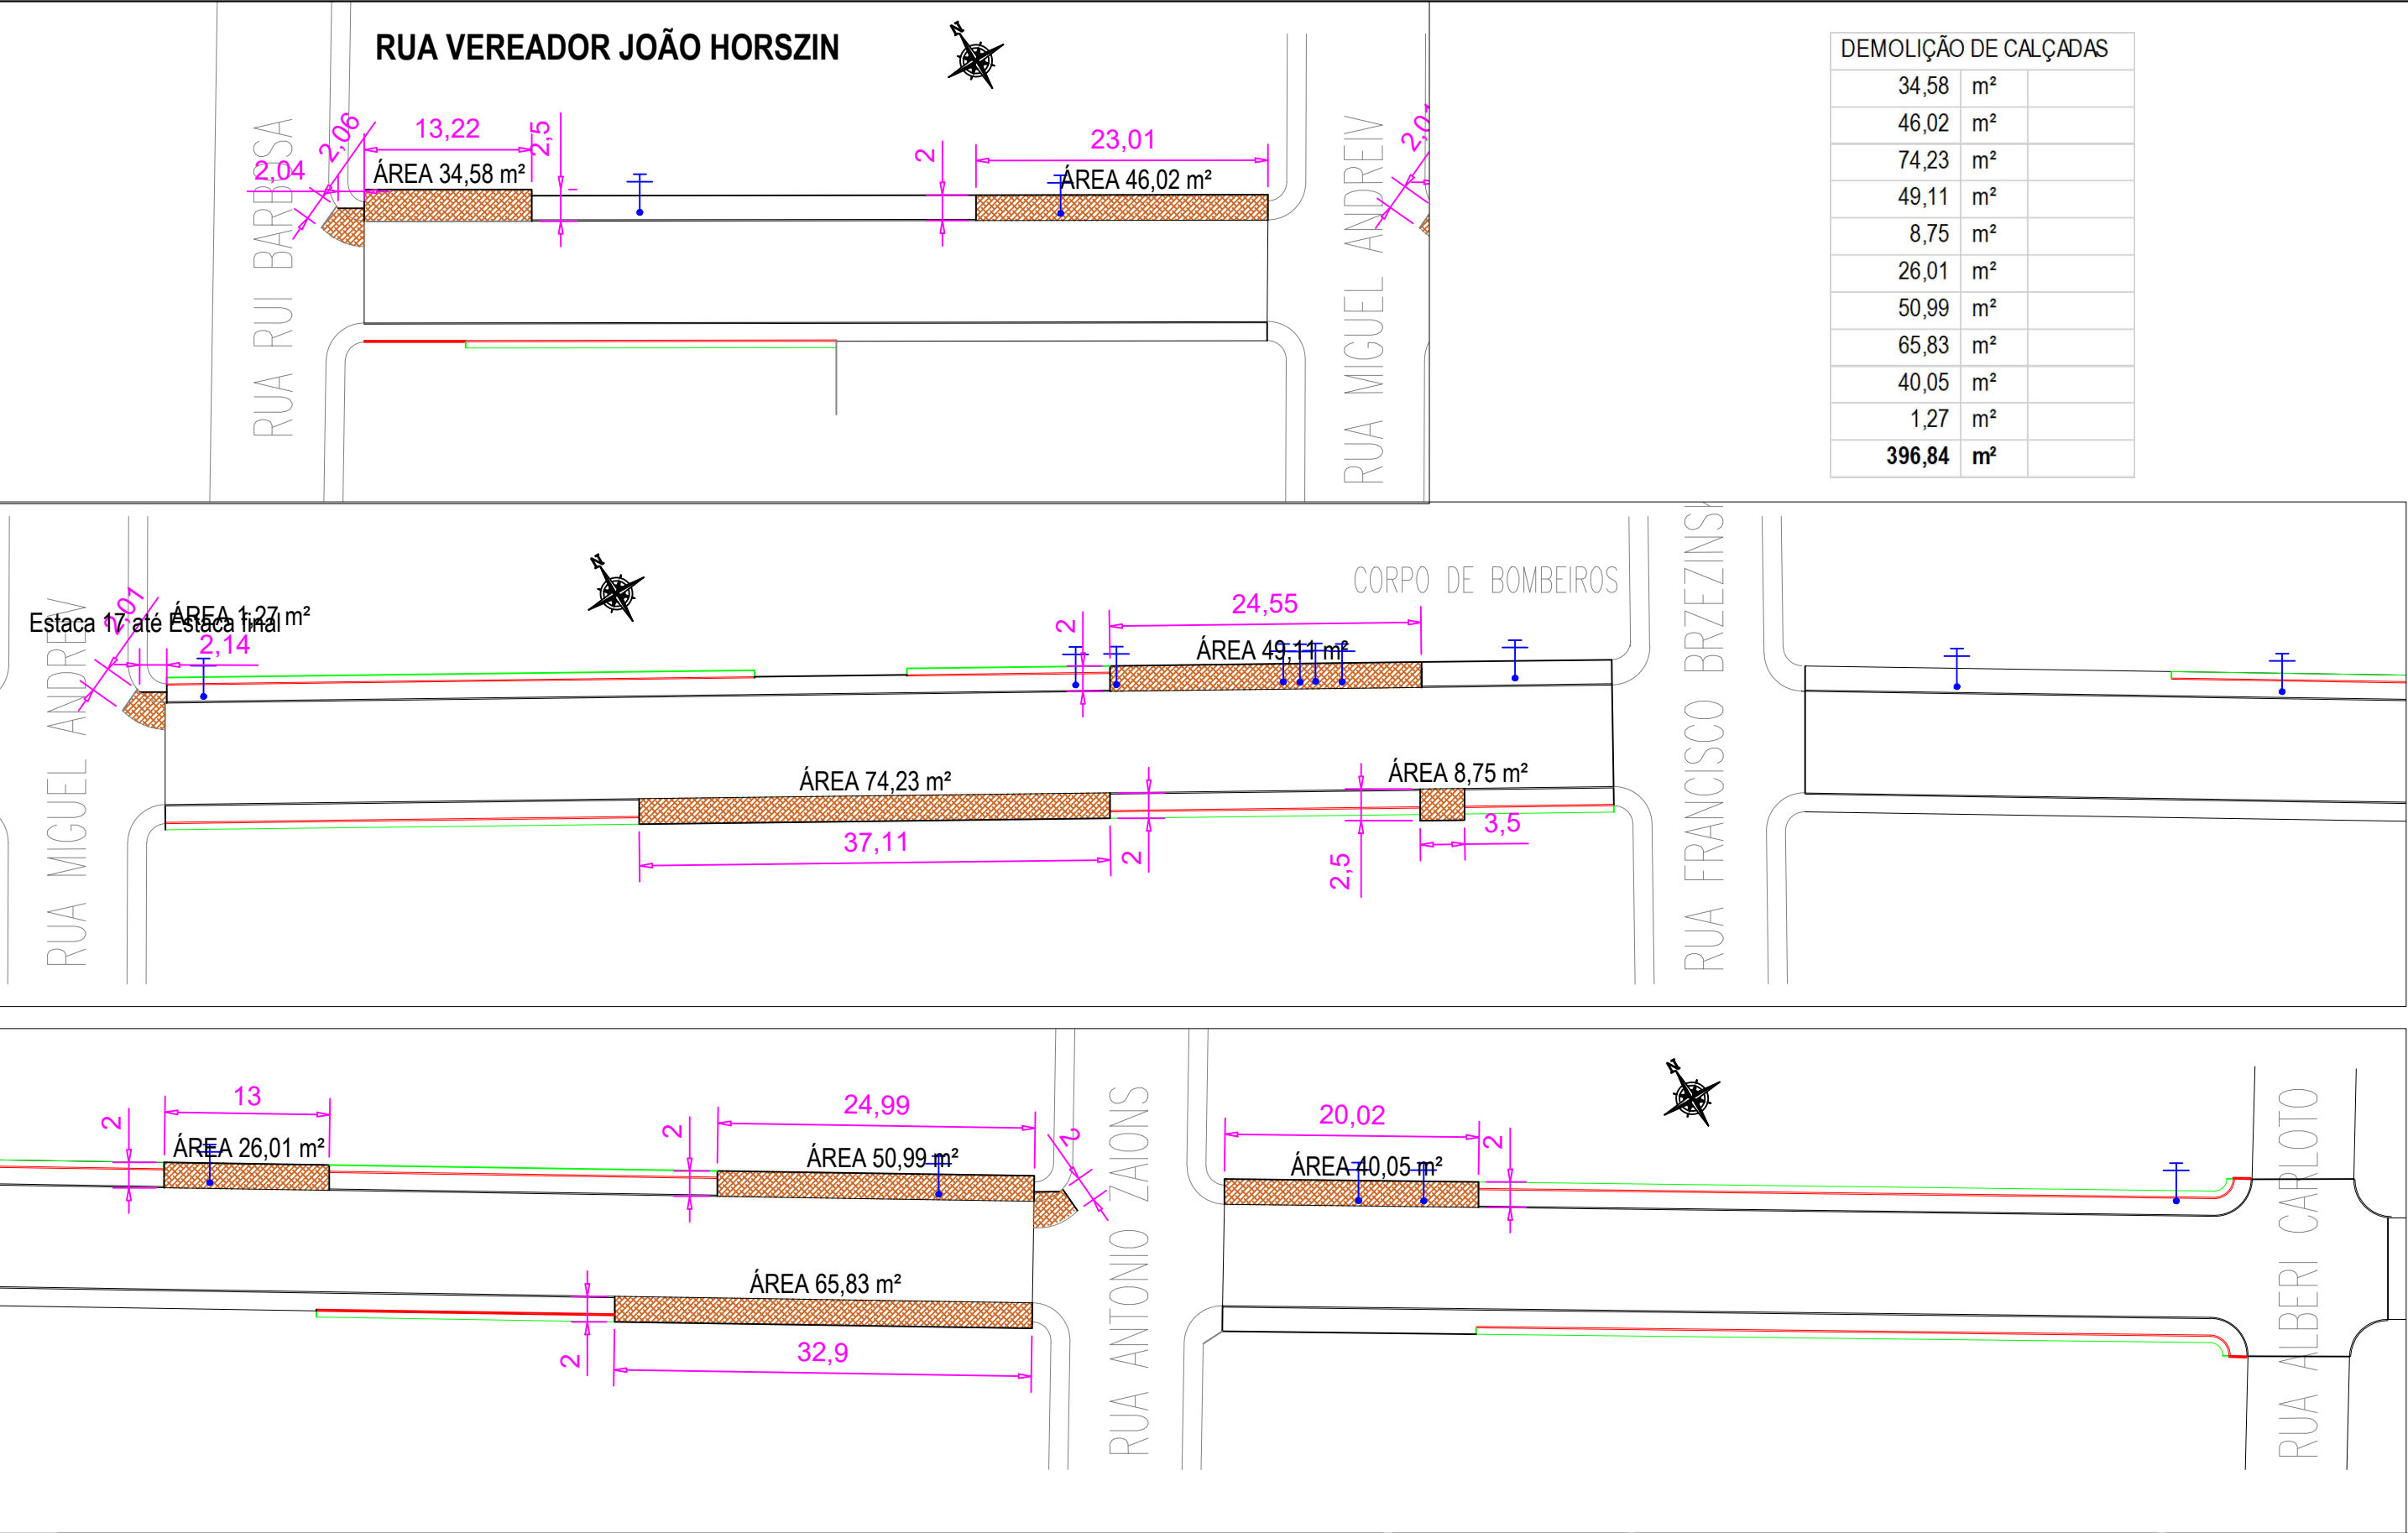 RUA VEREADOR JOÃO HORSZIN
N
DEMOLIÇÃO DE CALÇADAS
34,58 m²
46,02 m²
74,23 m²
49,11 m²
8,75 m²
26,01 m²
50,99 m²
65,83 m²
40,05 m²
1,27 m²
396,84 m²
RUA RUI BARBOSA
2,04
2,06
13,22
2,5
ÁREA 34,58 m²
2
23,01
ÁREA 46,02 m²
RUA MIGUEL ANDREIV
N
CORPO DE BOMBEIROS
RUA MIGUEL ANDREIV
Estaca 17 até Estaca final
ÁREA 1,27 m²
2,01
2,14
2
24,55
ÁREA 49,11 m²
ÁREA 74,23 m²
37,11
2
ÁREA 8,75 m²
2,5
3,5
RUA FRANCISCO
N
2
13
ÁREA 26,01 m²
2
24,99
ÁREA 50,99 m²
2
RUA ANTONIO ZAIONS
20,02
2
ÁREA 40,05 m²
ÁREA 65,83 m²
2
32,9
RUA ALBERI CARLOTO